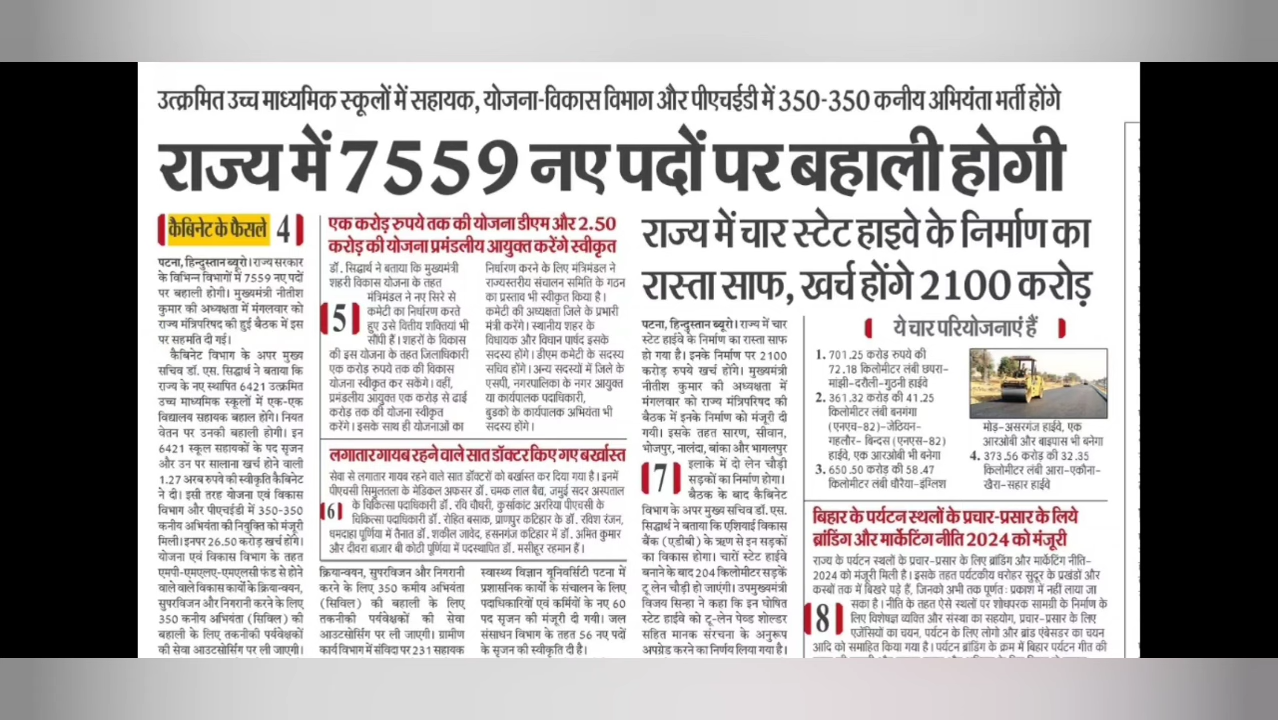 उत्क्रमित उच्च माध्यमिक स्कूलों में सहायक, योजना-विकास विभाग और पीएचईडी में 350-350 कनीय अभियंता भर्ती होंगे
राज्य में 7559 नए पदों पर बहाली होगी
कैबिनेट के फैसले 4
पटना, हिन्दुस्तान ब्यूरो। राज्य सरकार
के विभिन्न विभागों में 7559 नए पदों
पर बहाली होगी। मुख्यमंत्री नीतीश
कुमार की अध्यक्षता में मंगलवार को
राज्य मंत्रिपरिषद की हुई बैठक में इस
पर सहमति दी गई।
कैबिनेट विभाग के अपर मुख्य
सचिव डॉ. एस. सिद्धार्थ ने बताया कि
राज्य के नए स्थापित 6421 उत्क्रमित
उच्च माध्यमिक स्कूलों में एक-एक
विद्यालय सहायक बहाल होंगे। नियत
वेतन पर उनकी बहाली होगी। इन
6421 स्कूल सहायकों के पद सृजन
और उन पर सालाना खर्च होने वाली
1.27 अरब रुपये की स्वीकृति कैबिनेट
ने दी। इसी तरह योजना एवं विकास
विभाग और पीएचईडी में 350-350
कनीय अभियंता की नियुक्ति को मंजूरी
मिली। इनपर 26.50 करोड़ खर्च होंगे।
योजना एवं विकास विभाग के तहत
एमपी-एमएलए-एमएलसी फंड से होने
वाले वाले विकास कार्यों के क्रियान्वयन,
सुपरविजन और निगरानी करने के लिए
350 कनीय अभियंता (सिविल) की
बहाली के लिए तकनीकी पर्यवेक्षकों
की सेवा आउटसोर्सिंग पर ली जाएगी।
एक करोड़ रुपये तक की योजना डीएम और 2.50
करोड़ की योजना प्रमंडलीय आयुक्त करेंगे स्वीकृत
डॉ. सिद्धार्थ ने बताया कि मुख्यमंत्री
शहरी विकास योजना के तहत
मंत्रिमंडल ने नए सिरे से
कमेटी का निर्धारण करते
5 हुए उसे वित्तीय शक्तियां भी
सौंपी हैं। शहरों के विकास
की इस योजना के तहत जिलाधिकारी
एक करोड़ रुपये तक की विकास
योजना स्वीकृत कर सकेंगे। वहीं,
प्रमंडलीय आयुक्त एक करोड़ से ढाई
करोड़ तक की योजना स्वीकृत
करेंगे। इसके साथ ही योजनाओं का
निर्धारण करने के लिए मंत्रिमंडल ने
राज्यस्तरीय संचालन समिति के गठन
का प्रस्ताव भी स्वीकृत किया है।
कमेटी की अध्यक्षता जिले के प्रभारी
मंत्री करेंगे। स्थानीय शहर के
विधायक और विधान पार्षद इसके
सदस्य होंगे। डीएम कमेटी के सदस्य
सचिव होंगे। अन्य सदस्यों में जिले के
एसपी, नगरपालिका के नगर आयुक्त
या कार्यपालक पदाधिकारी,
बुडको के कार्यपालक अभियंता भी
सदस्य होंगे।
लगातार गायब रहने वाले सात डॉक्टर किए गए बर्खास्त
सेवा से लगातार गायब रहने वाले सात डॉक्टरों को बर्खास्त कर दिया गया है। इनमें
पीएचसी सिमुलतला के मेडिकल अफसर डॉ. चमक लाल बैद्य, जमुई सदर अस्पताल
के चिकित्सा पदाधिकारी डॉ. रवि चौधरी, कुर्साकांट अररिया पीएचसी के
6 चिकित्सा पदाधिकारी डॉ. रोहित बसाक, प्राणपुर कटिहार के डॉ. रविश रंजन,
धमदाहा पूर्णिया में तैनात डॉ. शकील जावेद, हसनगंज कटिहार में डॉ. अमित कुमार
और दीवरा बाजार बी कोठी पूर्णिया में पदस्थापित डॉ. मसीहूर रहमान हैं।
क्रियान्वयन, सुपरविजन और निगरानी
करने के लिए 350 कमीय अभियंता
(सिविल) की बहाली के लिए
तकनीकी पर्यवेक्षकों की सेवा
आउटसोर्सिंग पर ली जाएगी। ग्रामीण
कार्य विभाग में संविदा पर 231 सहायक
स्वास्थ्य विज्ञान यूनिवर्सिटी पटना में
प्रशासनिक कार्यों के संचालन के लिए
पदाधिकारियों एवं कर्मियों के नए 60
पद सृजन की मंजूरी दी गयी। जल
संसाधन विभाग के तहत 56 नए पदों
के सृजन की स्वीकृति दी है।
राज्य में चार स्टेट हाइवे के निर्माण का
रास्ता साफ, खर्च होंगे 2100 करोड़
पटना, हिन्दुस्तान ब्यूरो। राज्य में चार
स्टेट हाईवे के निर्माण का रास्ता साफ
हो गया है। इनके निर्माण पर 2100
करोड़ रुपये खर्च होंगे। मुख्यमंत्री
नीतीश कुमार की अध्यक्षता में
मंगलवार को राज्य मंत्रिपरिषद की
बैठक में इनके निर्माण को मंजूरी दी
गयी। इसके तहत सारण, सीवान,
भोजपुर, नालंदा, बांका और भागलपुर
इलाके में दो लेन चौड़ी
7 सड़कों का निर्माण होगा।
बैठक के बाद कैबिनेट
विभाग के अपर मुख्य सचिव डॉ. एस.
सिद्धार्थ ने बताया कि एशियाई विकास
बैंक (एडीबी) के ऋण से इन सड़कों
का विकास होगा। चारों स्टेट हाईवे
बनाने के बाद 204 किलोमीटर सड़कें
टू लेन चौड़ी हो जाएंगी। उपमुख्यमंत्री
विजय सिन्हा ने कहा कि इन घोषित
स्टेट हाईवे को टू-लेन पेव्ड शोल्डर
सहित मानक संरचना के अनुरूप
अपग्रेड करने का निर्णय लिया गया है।
ये चार परियोजनाएं हैं
1. 701.25 करोड़ रुपये की
72.18 किलोमीटर लंबी छपरा-
मांझी-दरौली-गुठनी हाईवे
2. 361.32 करोड़ की 41.25
किलोमीटर लंबी बनगंगा
(एनएच-82)-जेठियन-
गहलौर- बिन्दस (एनएस-82)
हाईवे, एक आरओबी भी बनेगा
3. 650.50 करोड़ की 58.47
किलोमीटर लंबी धौरैया-इंग्लिश
मोड़-असरगंज हाईवे, एक
आरओबी और बाइपास भी बनेगा
4. 373.56 करोड़ की 32.35
किलोमीटर लंबी आरा-एकौना-
खैरा-सहार हाईवे
बिहार के पर्यटन स्थलों के प्रचार-प्रसार के लिये
ब्रांडिंग और मार्केटिंग नीति 2024 को मंजूरी
राज्य के पर्यटन स्थलों के प्रचार-प्रसार के लिए ब्रांडिंग और मार्केटिंग नीति-
2024 को मंजूरी मिली है। इसके तहत पर्यटकीय धरोहर सुदूर के प्रखंडों और
कस्बों तक में बिखरे पड़े हैं, जिनको अभी तक पूर्णतः प्रकाश में नहीं लाया जा
सका है। नीति के तहत ऐसे स्थलों पर शोधपरक सामग्री के निर्माण के
8 लिए विशेषज्ञ व्यक्ति और संस्था का सहयोग, प्रचार-प्रसार के लिए
एजेंसियों का चयन, पर्यटन के लिए लोगो और ब्रांड एंबेसडर का चयन
आदि को समाहित किया गया है। पर्यटन ब्रांडिंग के क्रम में बिहार पर्यटन गीत की